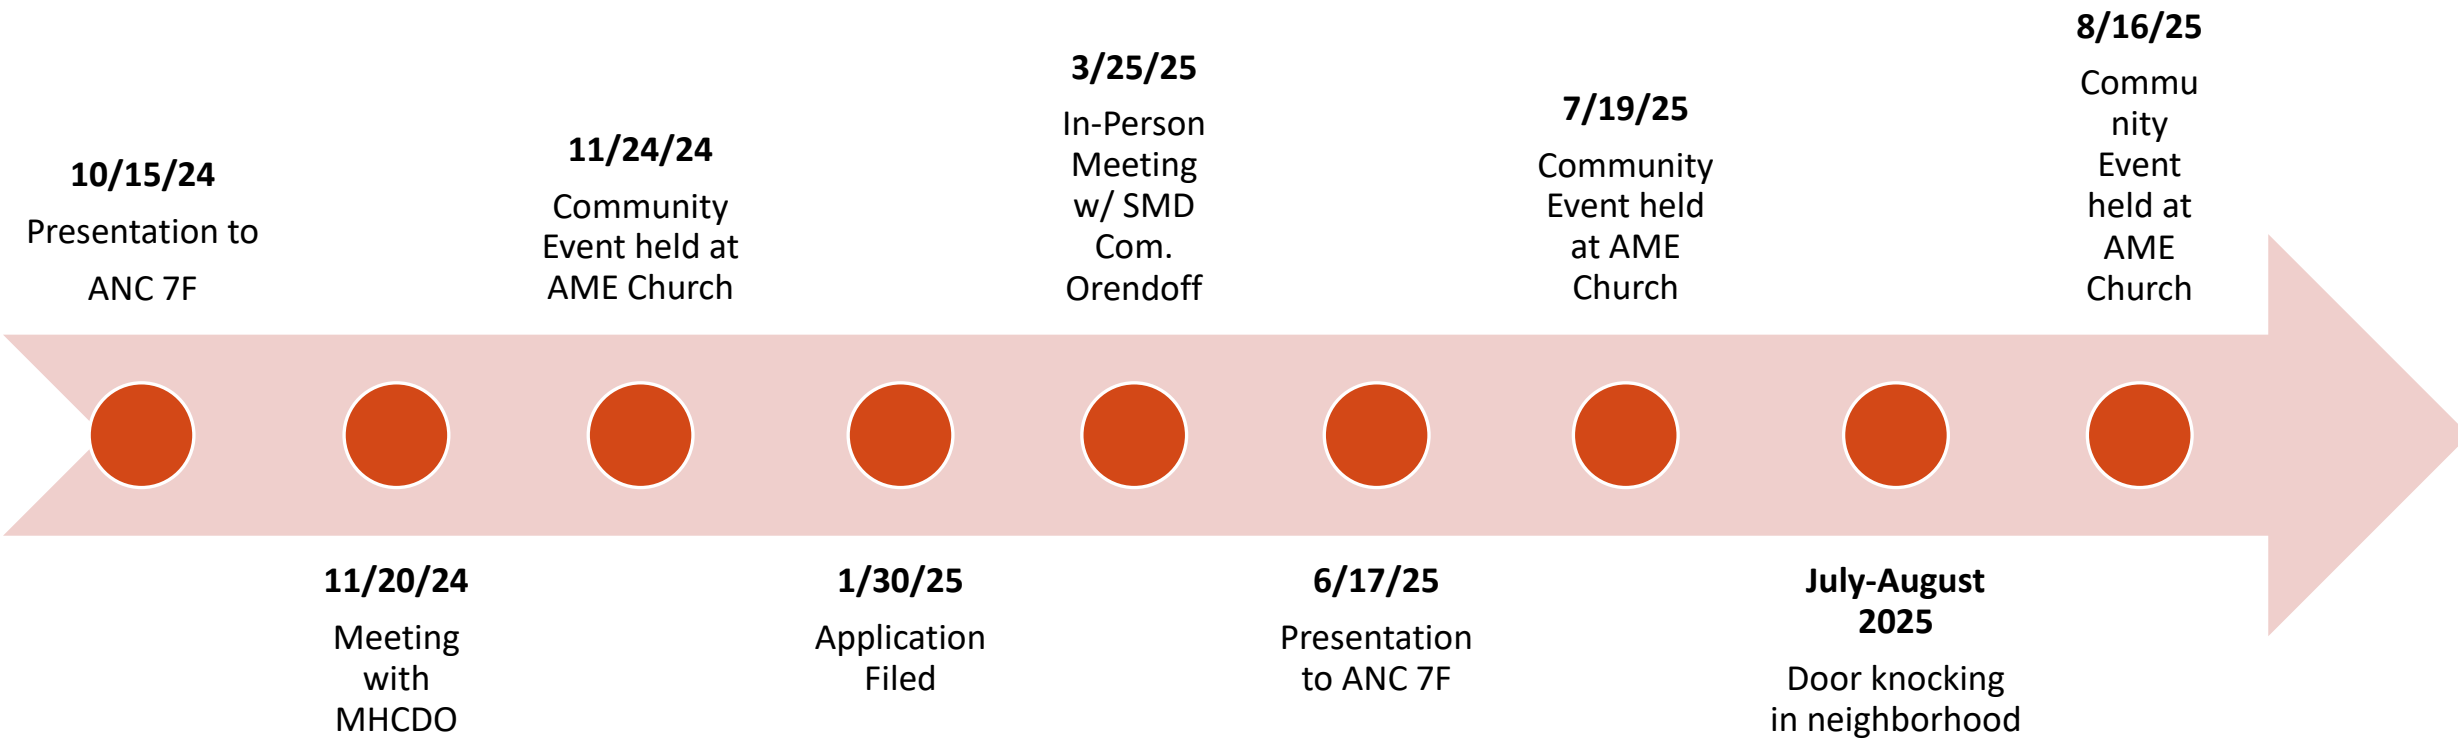 10/15/24
Presentation to
ANC 7F
11/20/24
Meeting
with
MHCDO
11/24/24
Community
Event held at
AME Church
1/30/25
Application
Filed
3/25/25
In-Person
Meeting
w/ SMD
Com.
Orendoff
6/17/25
Presentation
to ANC 7F
7/19/25
Community
Event held
at AME
Church
July-August
2025
Door knocking
in neighborhood
8/16/25
Commu
nity
Event
held at
AME
Church